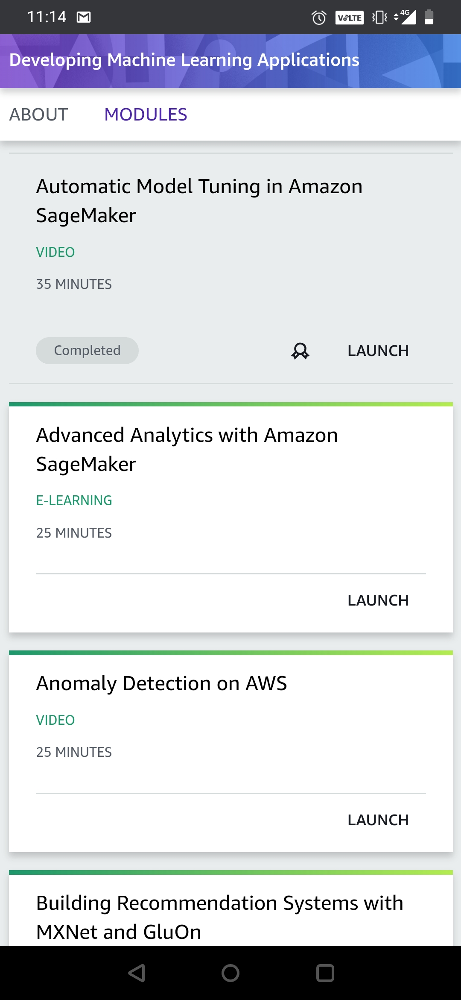 11:14
VoLTE
4G
Developing Machine Learning Applications
ABOUT MODULES
Automatic Model Tuning in Amazon
SageMaker
VIDEO
35 MINUTES
Completed LAUNCH
Advanced Analytics with Amazon
SageMaker
E-LEARNING
25 MINUTES
LAUNCH
Anomaly Detection on AWS
VIDEO
25 MINUTES
LAUNCH
Building Recommendation Systems with
MXNet and GluOn